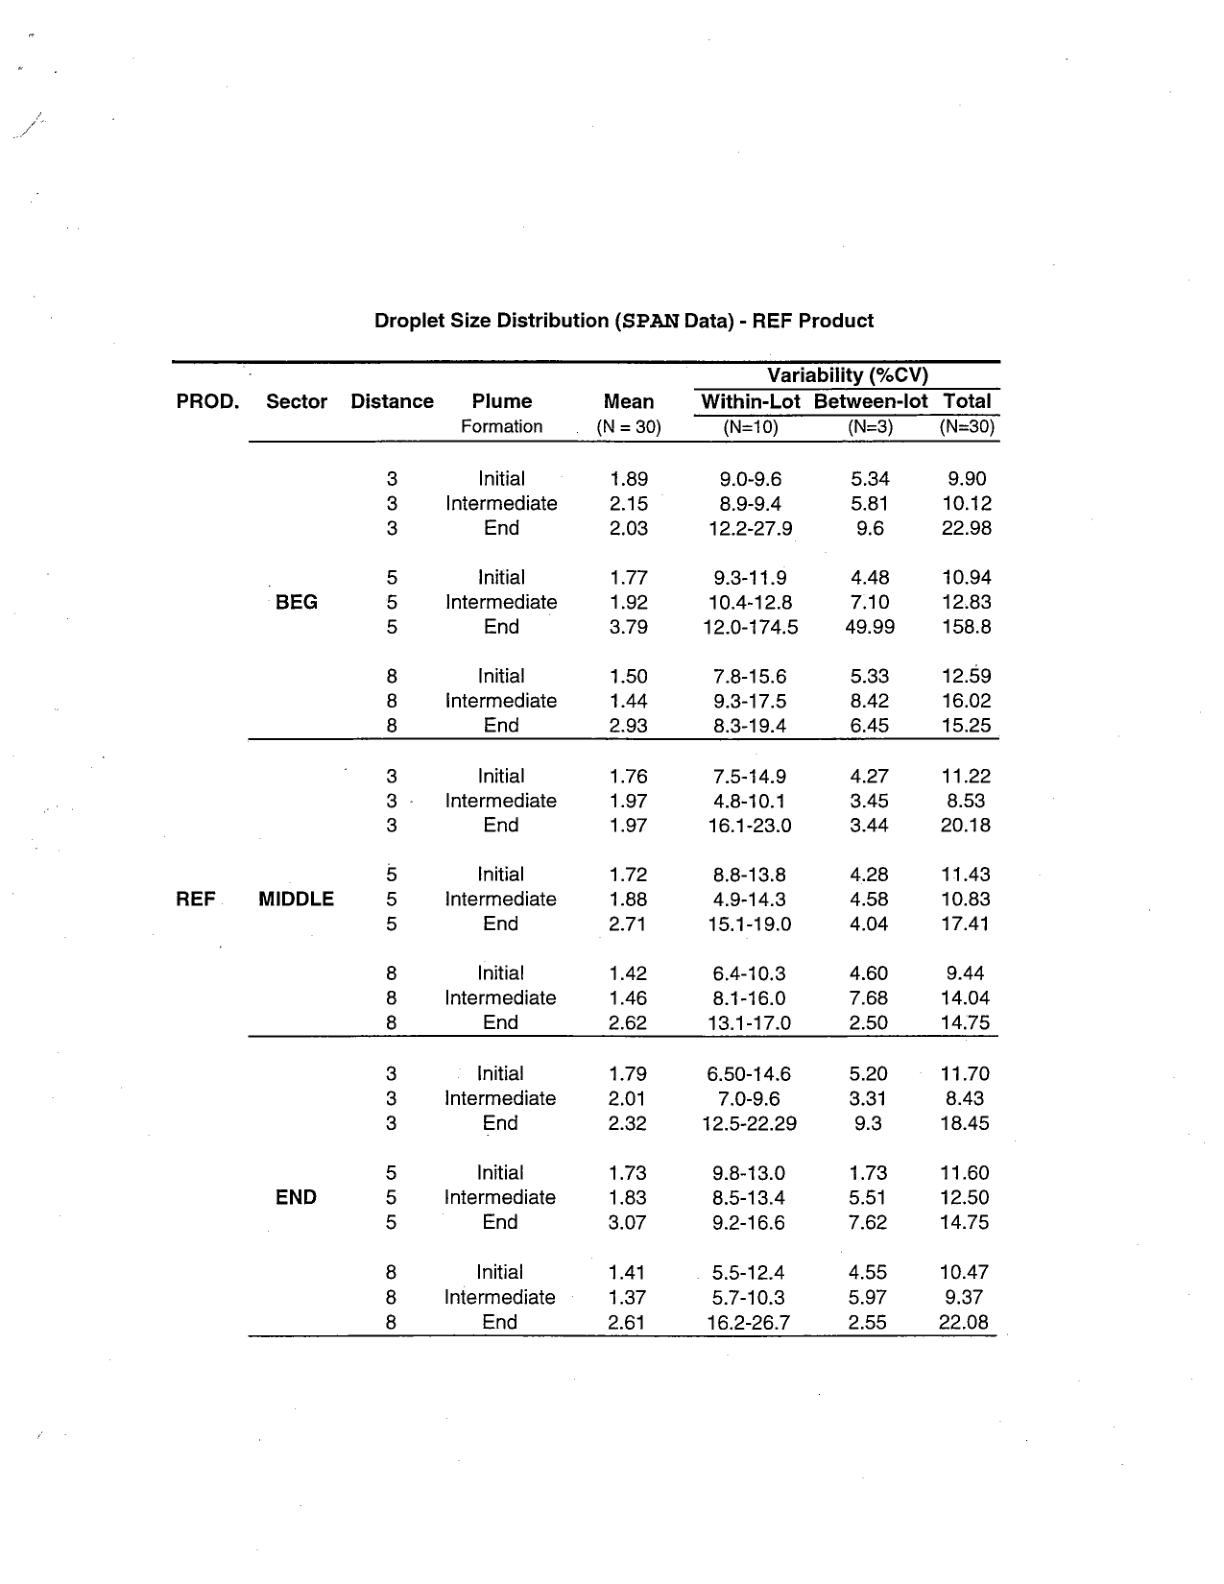 Droplet Size Distribution (SPAN Data) - REF Product
Variability (%CV)
PROD. Sector Distance Plume Mean Within-Lot Between-lot Total
Formation (N = 30) (N=10) (N=3) (N=30)
3 Initial 1.89 9.0-9.6 5.34 9.90
3 Intermediate 2.15 8.9-9.4 5.81 10.12
3 End 2.03 12.2-27.9 9.6 22.98
5 Initial 1.77 9.3-11.9 4.48 10.94
BEG 5 Intermediate 1.92 10.4-12.8 7.10 12.83
5 End 3.79 12.0-174.5 49.99 158.8
8 Initial 1.50 7.8-15.6 5.33 12.59
8 Intermediate 1.44 9.3-17.5 8.42 16.02
8 End 2.93 8.3-19.4 6.45 15.25
3 Initial 1.76 7.5-14.9 4.27 11.22
3 Intermediate 1.97 4.8-10.1 3.45 8.53
3 End 1.97 16.1-23.0 3.44 20.18
5 Initial 1.72 8.8-13.8 4.28 11.43
REF MIDDLE 5 Intermediate 1.88 4.9-14.3 4.58 10.83
5 End 2.71 15.1-19.0 4.04 17.41
8 Initial 1.42 6.4-10.3 4.60 9.44
8 Intermediate 1.46 8.1-16.0 7.68 14.04
8 End 2.62 13.1-17.0 2.50 14.75
3 Initial 1.79 6.50-14.6 5.20 11.70
3 Intermediate 2.01 7.0-9.6 3.31 8.43
3 End 2.32 12.5-22.29 9.3 18.45
5 Initial 1.73 9.8-13.0 1.73 11.60
END 5 Intermediate 1.83 8.5-13.4 5.51 12.50
5 End 3.07 9.2-16.6 7.62 14.75
8 Initial 1.41 5.5-12.4 4.55 10.47
8 Intermediate 1.37 5.7-10.3 5.97 9.37
8 End 2.61 16.2-26.7 2.55 22.08